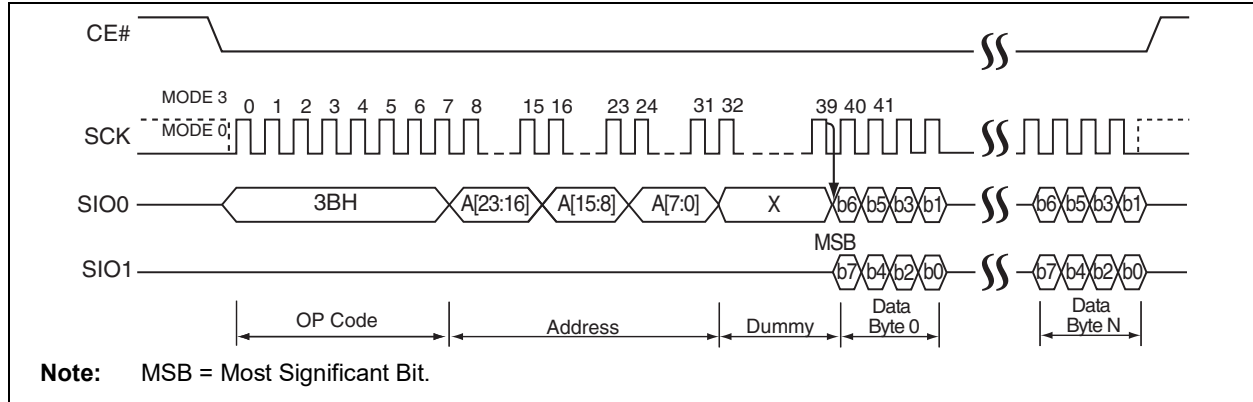 CE#
MODE 3
0 1 2 3 4 5 6 7 8 15 16 23 24 31 32 39 40 41
SCK
MODE 0
SIO0
3BH A[23:16] A[15:8] A[7:0] X b6 b5 b3 b1 b6 b5 b3 b1
MSB
SIO1
b7 b4 b2 b0 b7 b4 b2 b0
OP Code Address Dummy Data Byte 0 Data Byte N
Note: MSB = Most Significant Bit.